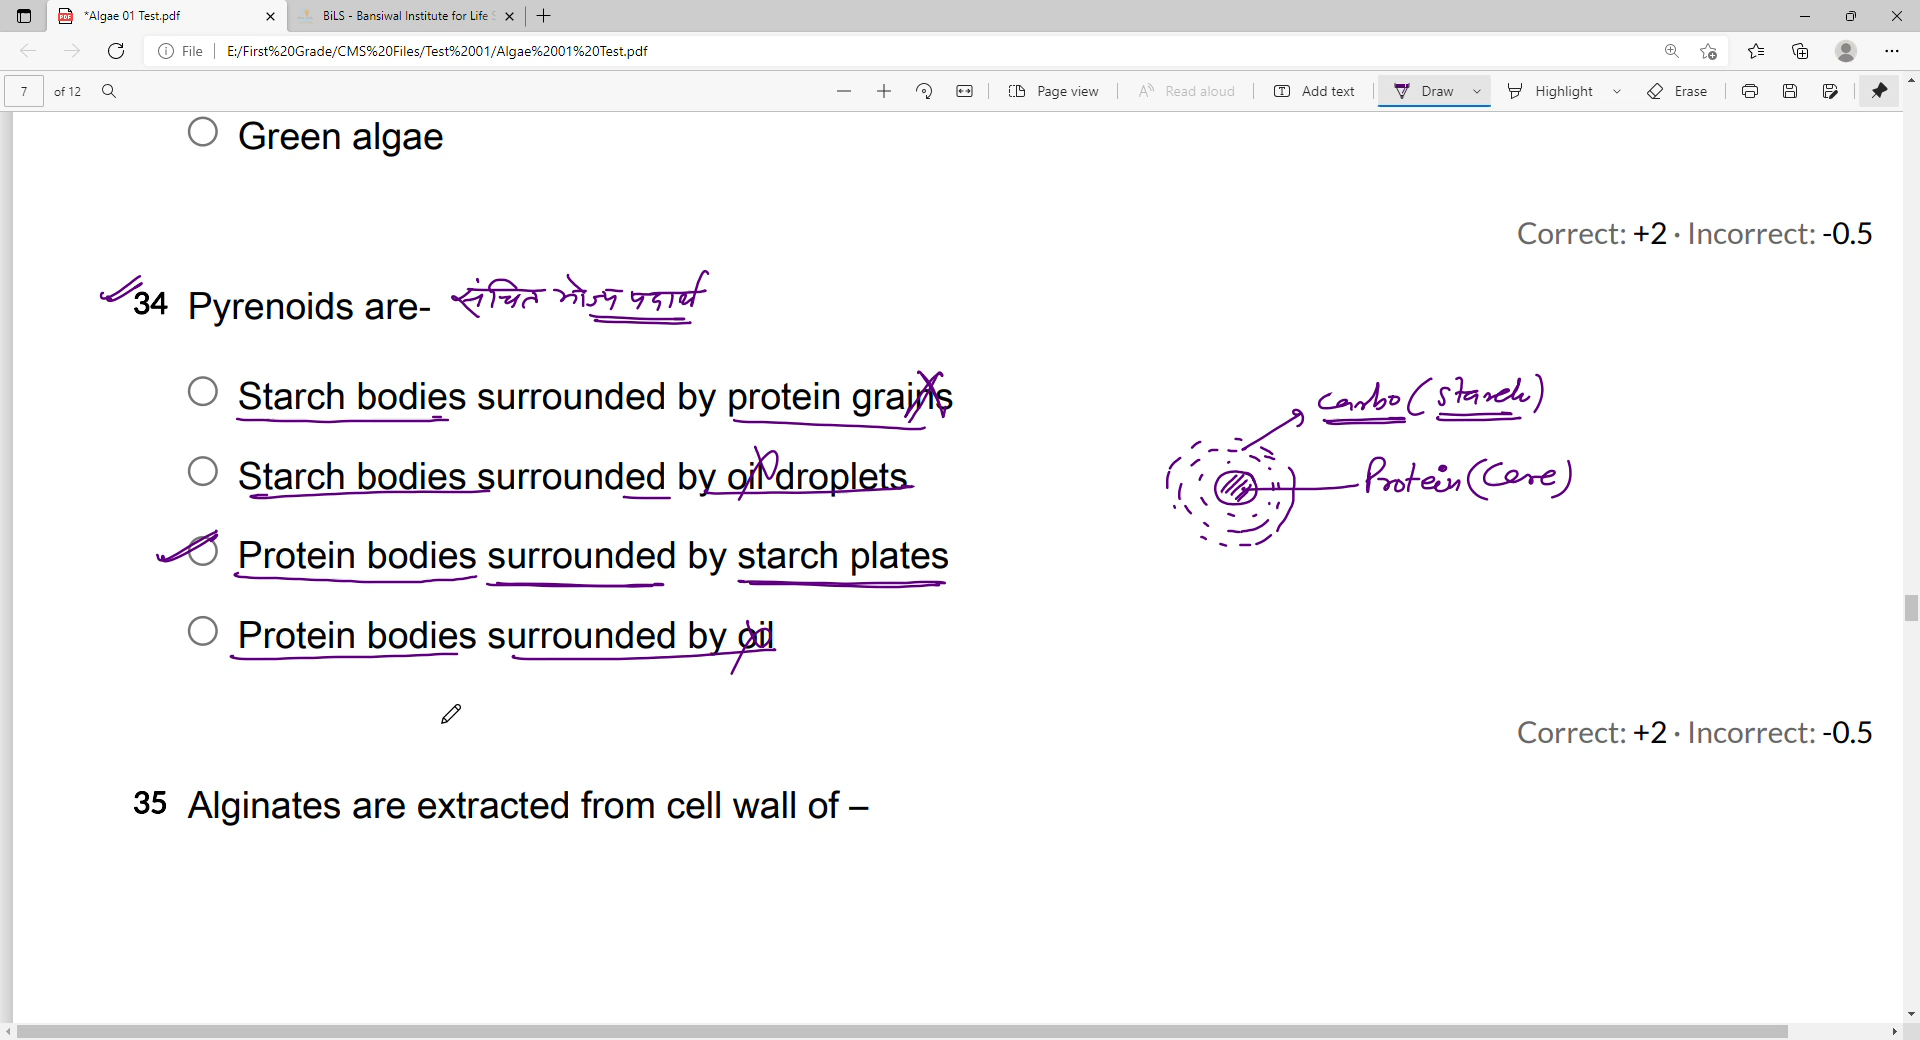 *Algae 01 Test.pdf
BiLS - Bansiwal Institute for Life S
File
E:/First%20Grade/CMS%20Files/Test%2001/Algae%2001%20Test.pdf
7 of 12
Page view
Read aloud
Add text
Draw
Highlight
Erase
Green algae
Correct: +2 · Incorrect: -0.5
34 Pyrenoids are- संचित भोज्य पदार्थ
Starch bodies surrounded by protein grains
carbo (starch)
Starch bodies surrounded by oil droplets
Protein (Core)
Protein bodies surrounded by starch plates
Protein bodies surrounded by oil
Correct: +2 · Incorrect: -0.5
35 Alginates are extracted from cell wall of –